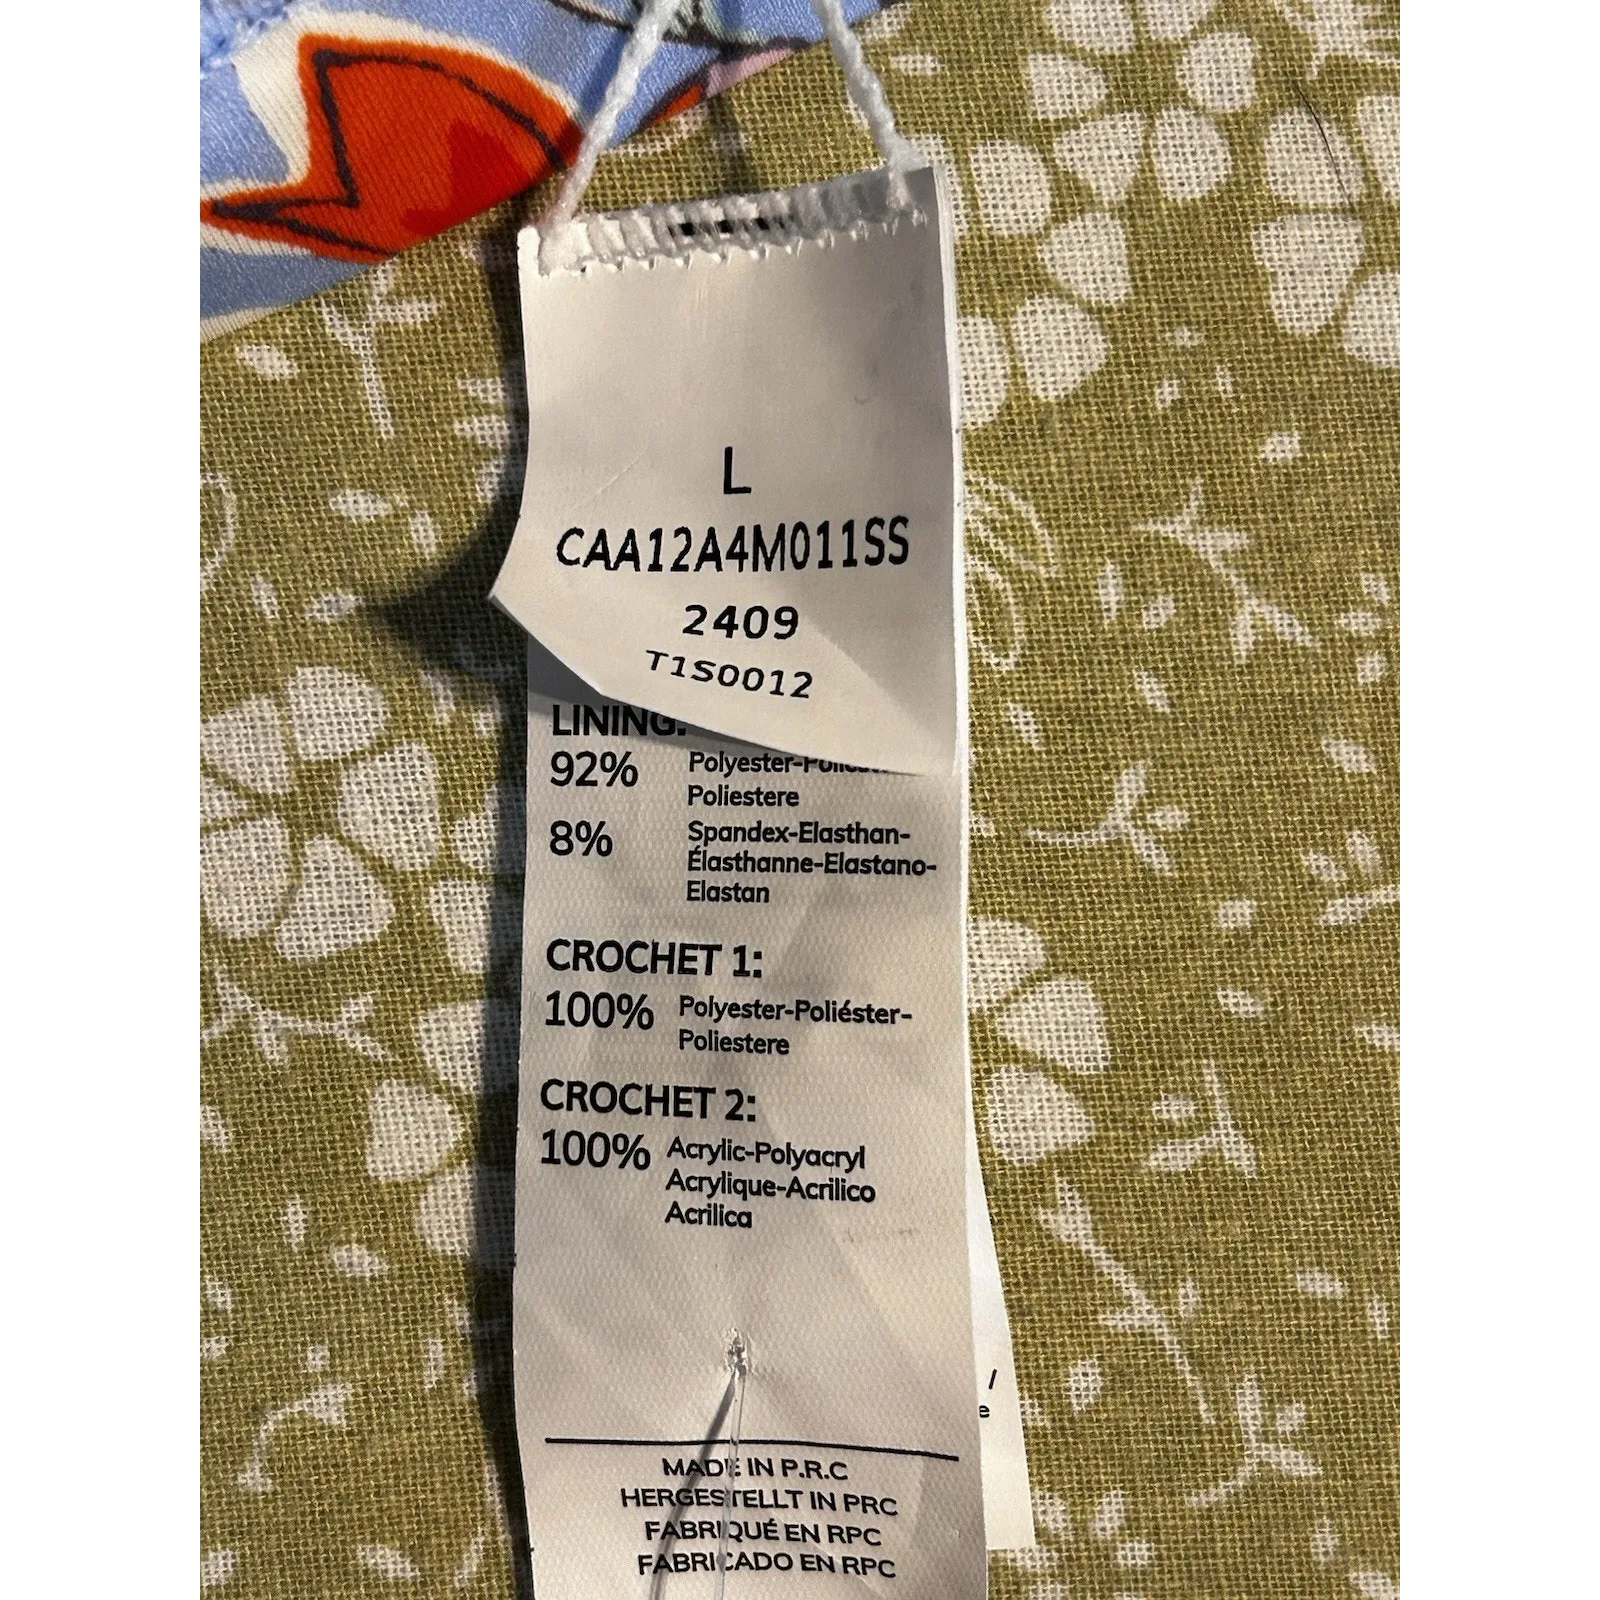 L
CAA12A4M011SS
2409
T1S0012
LINING:
92% Polyester-
Poliestere
8% Spandex-Elasthan-
Élasthanne-Elastano-
Elastan
CROCHET 1:
100% Polyester-Poliéster-
Poliestere
CROCHET 2:
100% Acrylic-Polyacryl
Acrylique-Acrilico
Acrilica
/
e
MADE IN P.R.C
HERGESTELLT IN PRC
FABRIQUÉ EN RPC
FABRICADO EN RPC